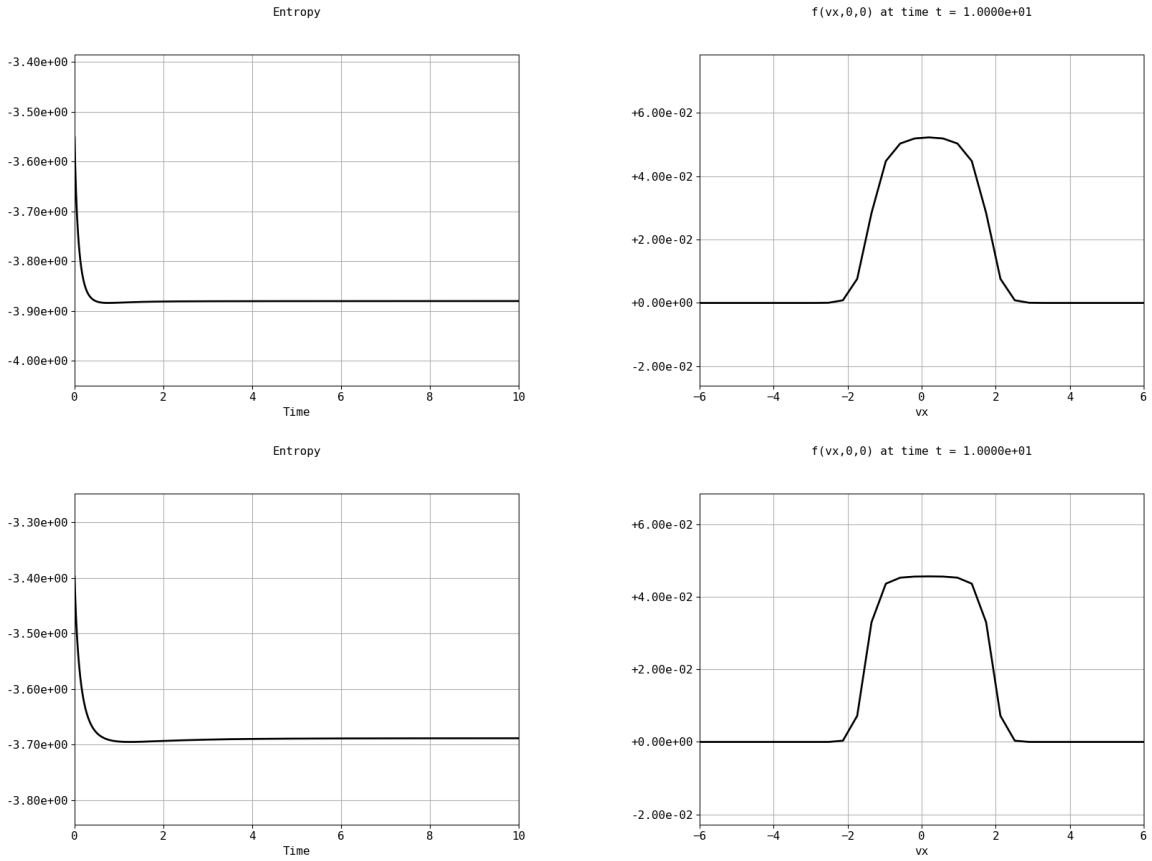 Entropy
-3.40e+00
-3.50e+00
-3.60e+00
-3.70e+00
-3.80e+00
-3.90e+00
-4.00e+00
0 2 4 6 8 10
Time
f(vx,0,0) at time t = 1.0000e+01
+6.00e-02
+4.00e-02
+2.00e-02
+0.00e+00
-2.00e-02
−6 −4 −2 0 2 4 6
vx
Entropy
-3.30e+00
-3.40e+00
-3.50e+00
-3.60e+00
-3.70e+00
-3.80e+00
0 2 4 6 8 10
Time
f(vx,0,0) at time t = 1.0000e+01
+6.00e-02
+4.00e-02
+2.00e-02
+0.00e+00
-2.00e-02
−6 −4 −2 0 2 4 6
vx